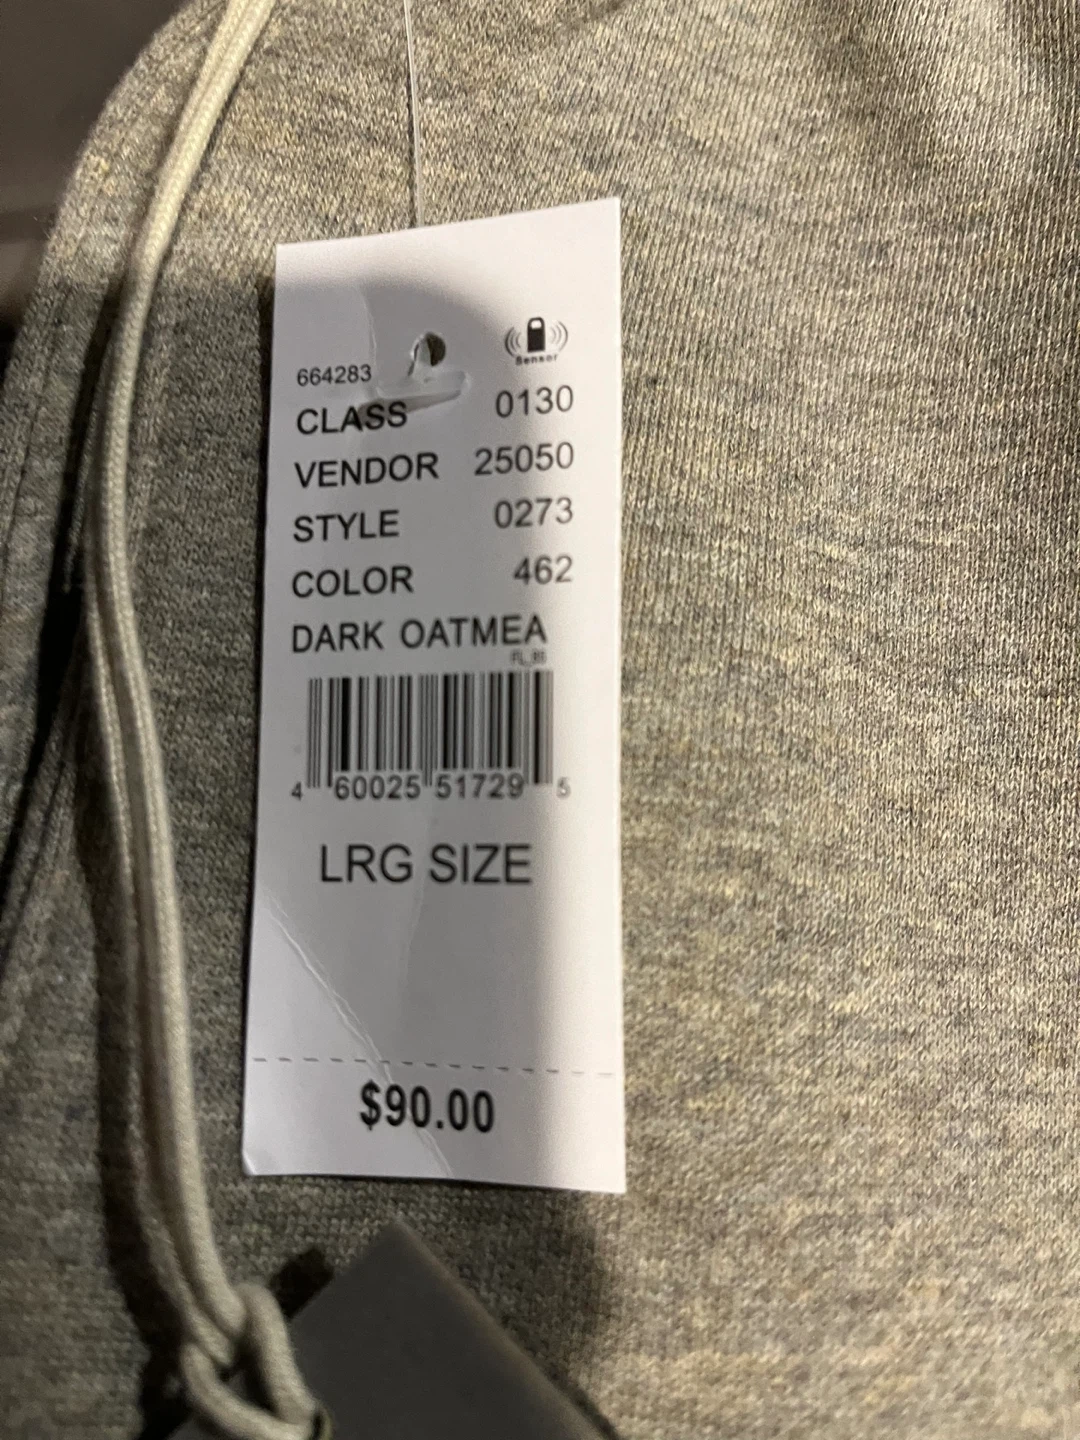 664283
Sensor
CLASS 0130
VENDOR 25050
STYLE 0273
COLOR 462
DARK OATMEA
4 60025 51729 5
LRG SIZE
$90.00